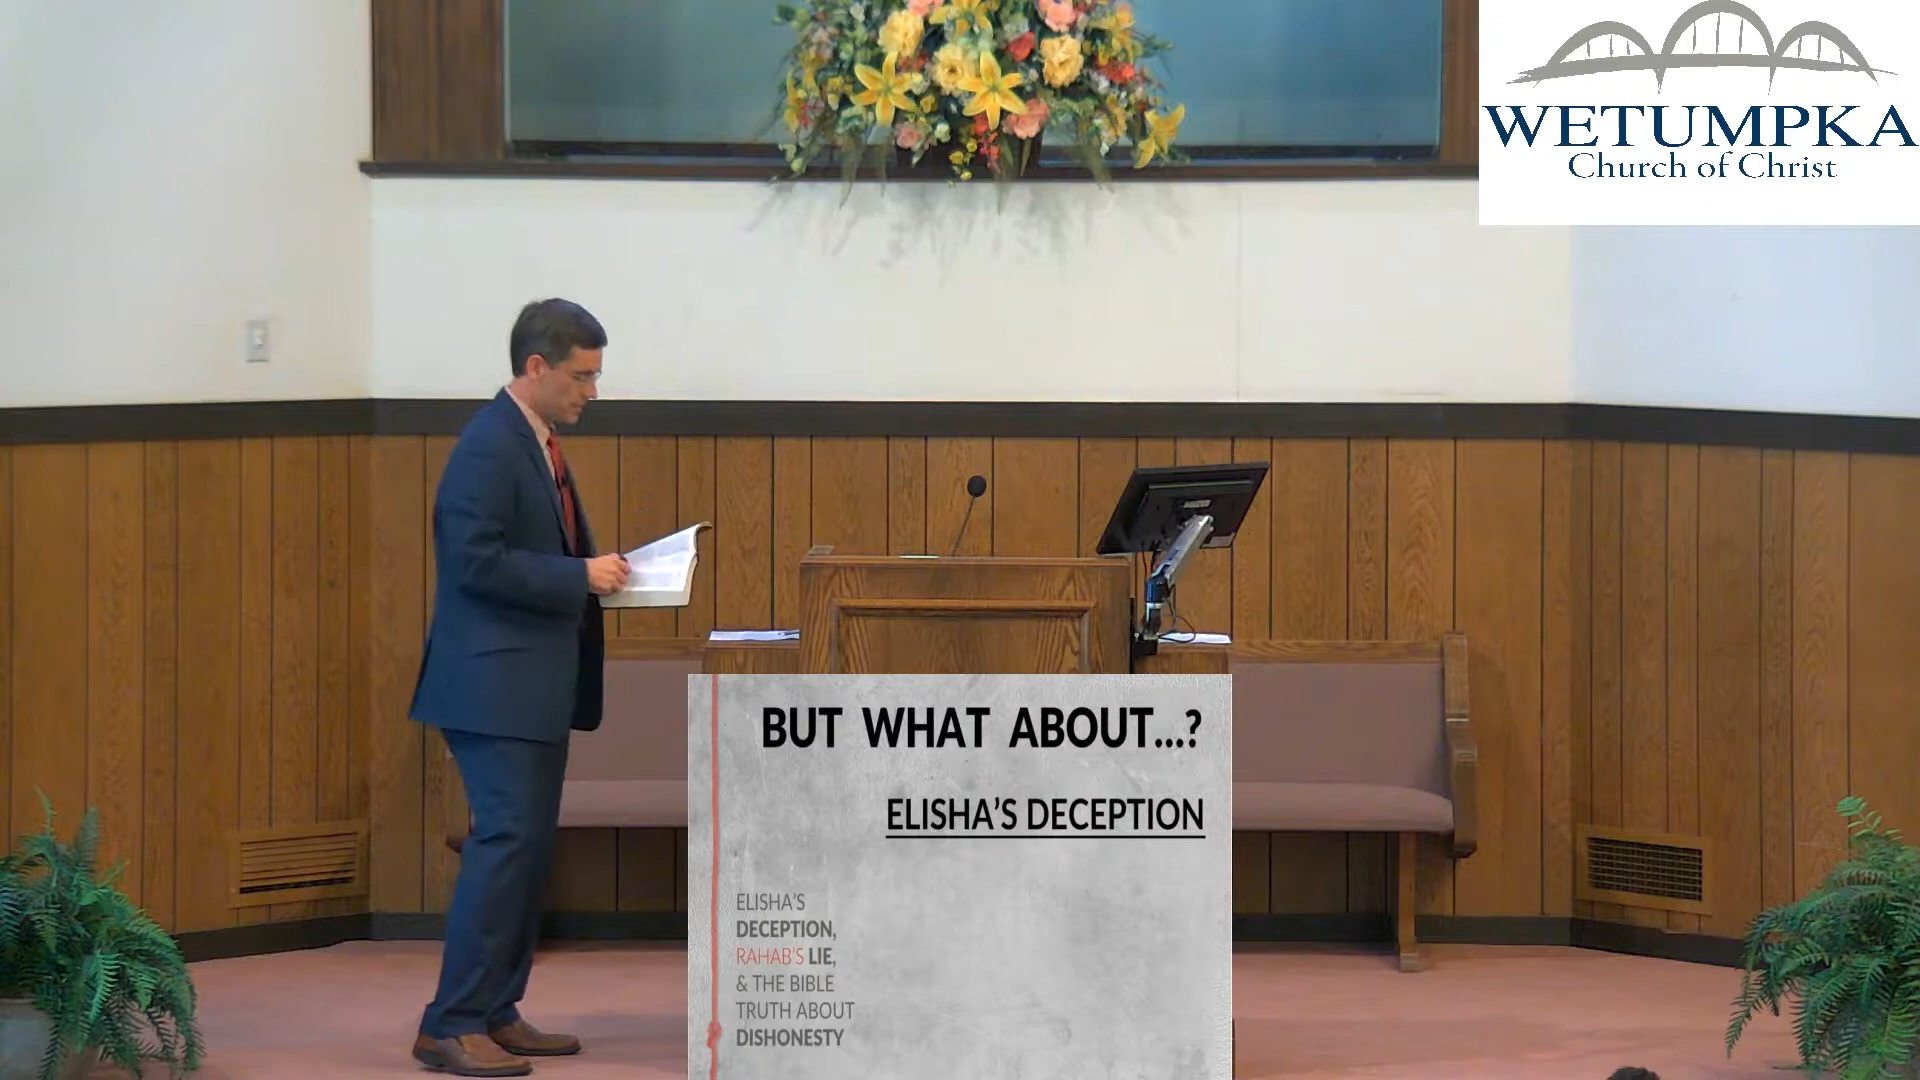 WETUMPKA
Church of Christ
BUT WHAT ABOUT...?
ELISHA'S DECEPTION
ELISHA'S
DECEPTION,
RAHAB'S LIE,
& THE BIBLE
TRUTH ABOUT
DISHONESTY